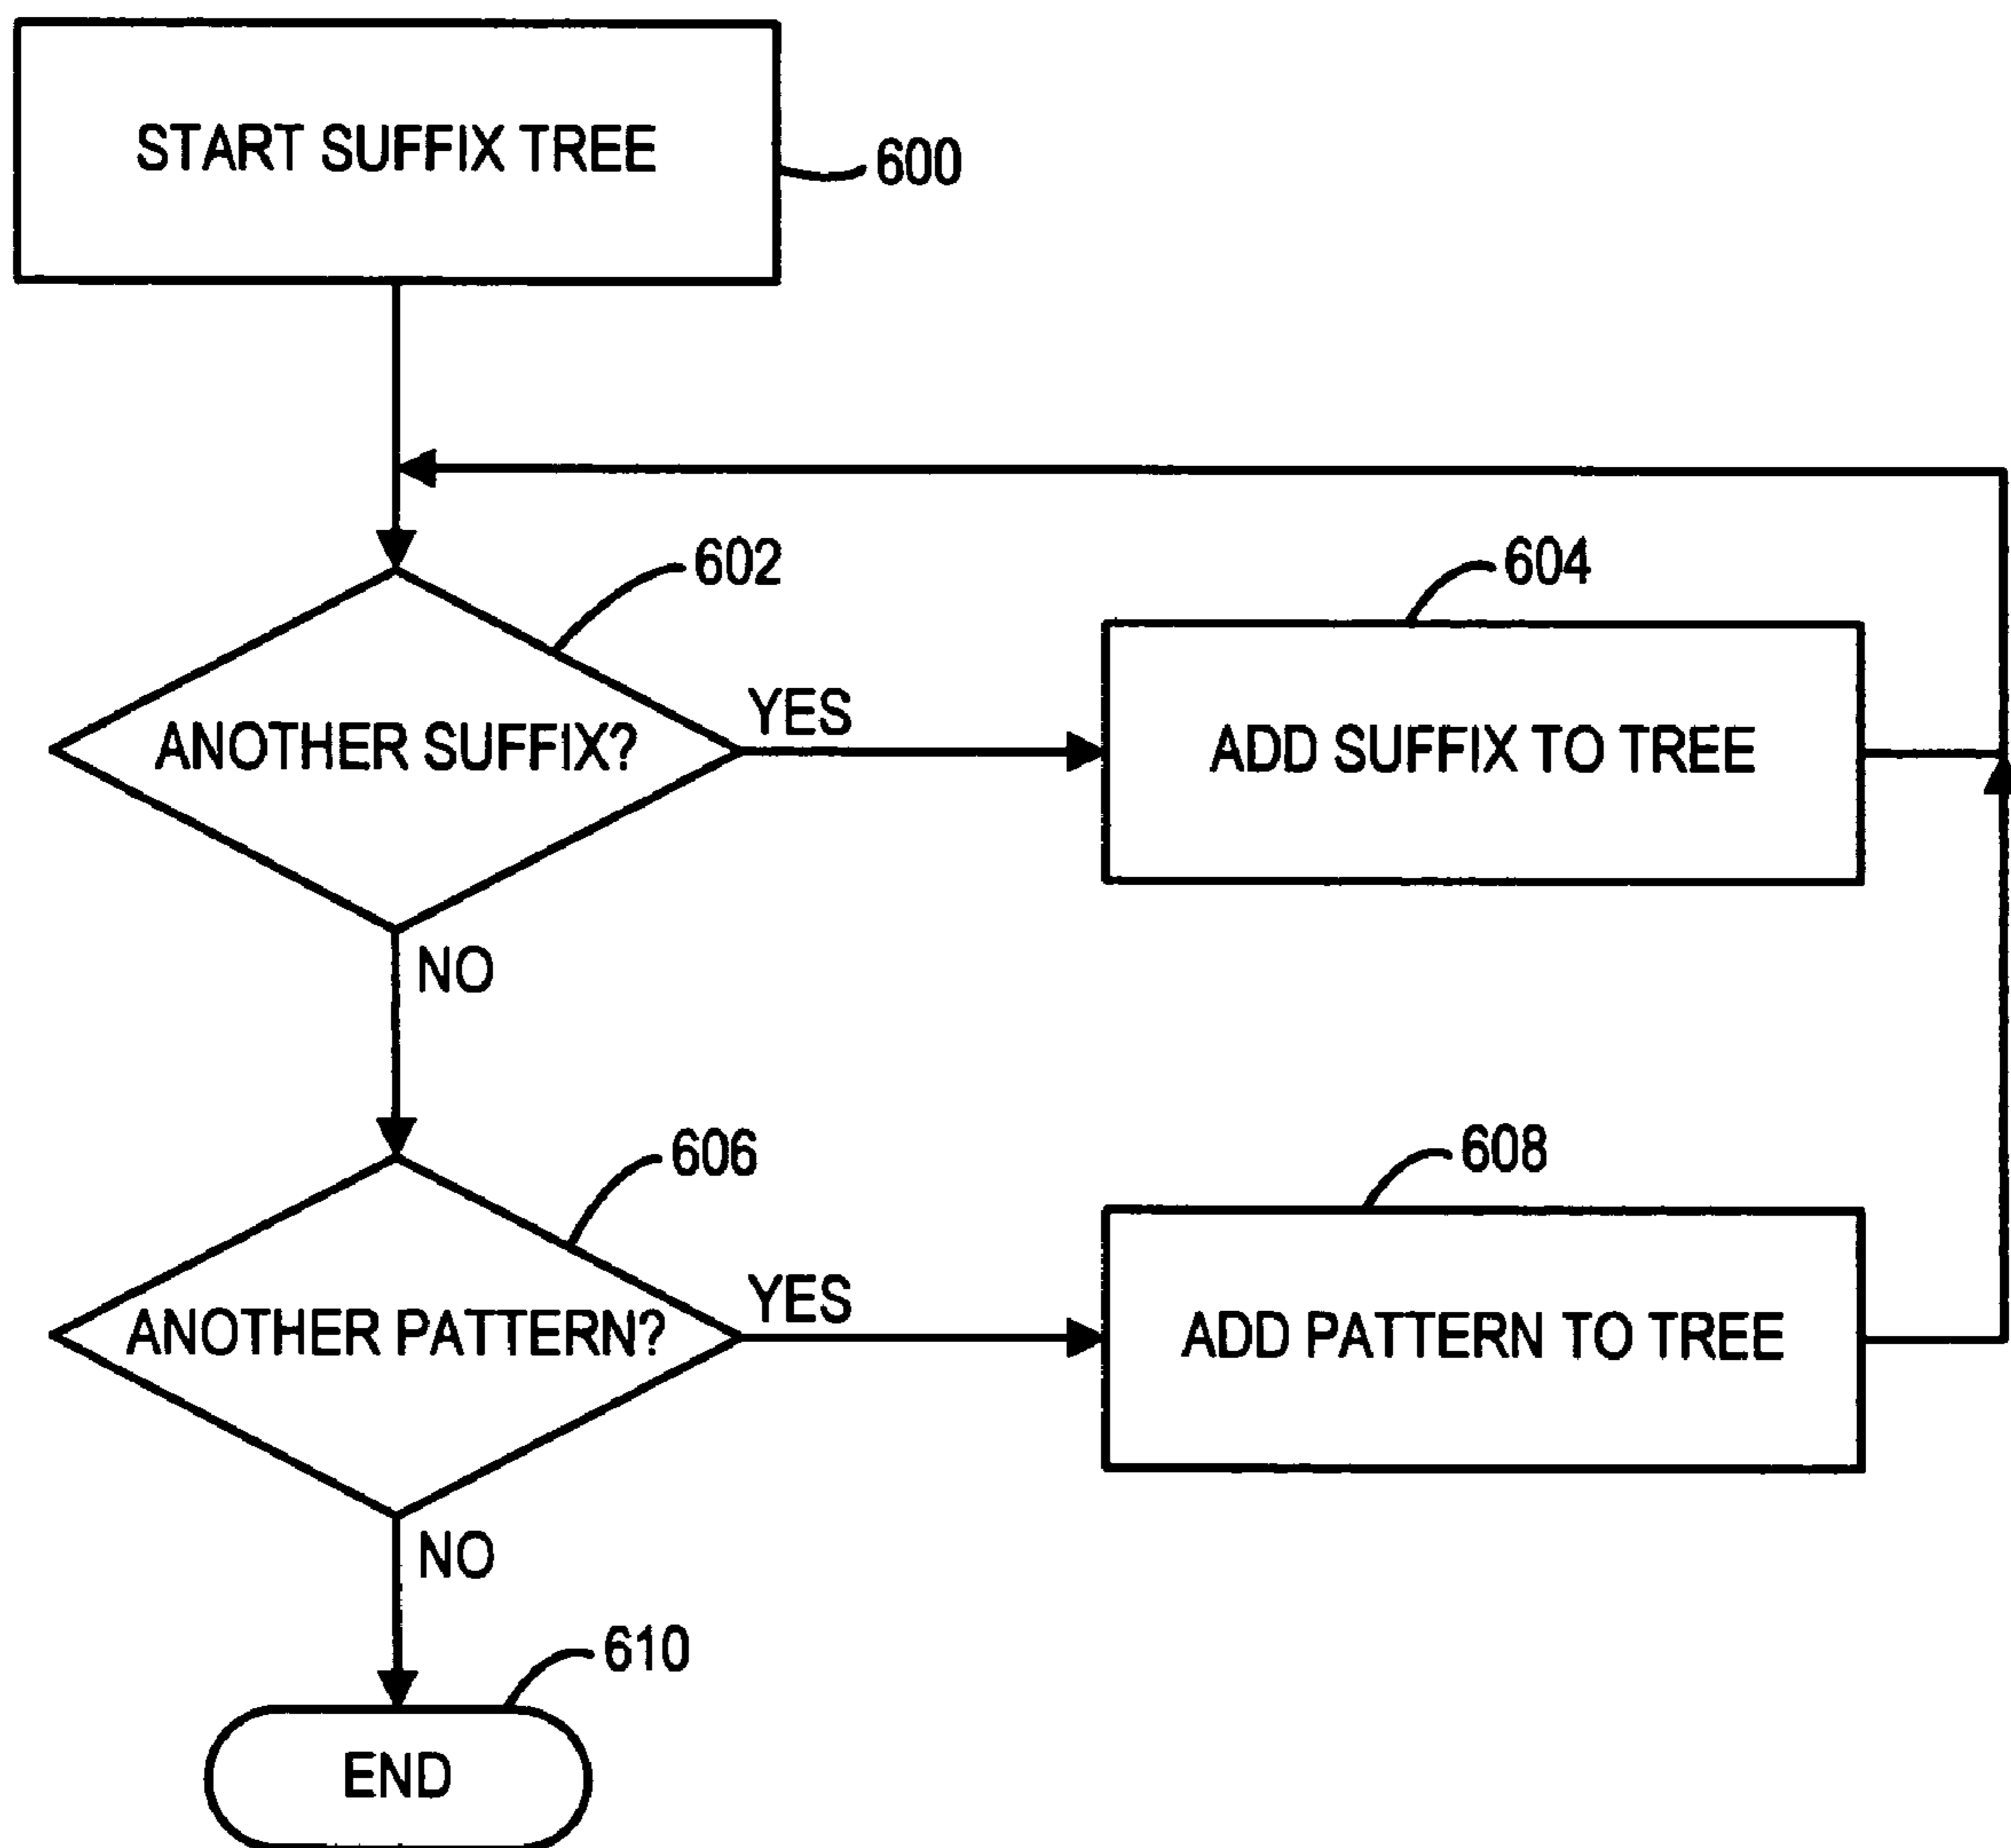 START SUFFIX TREE
600
602
604
ANOTHER SUFFIX?
YES
ADD SUFFIX TO TREE
NO
606
608
ANOTHER PATTERN?
YES
ADD PATTERN TO TREE
NO
610
END